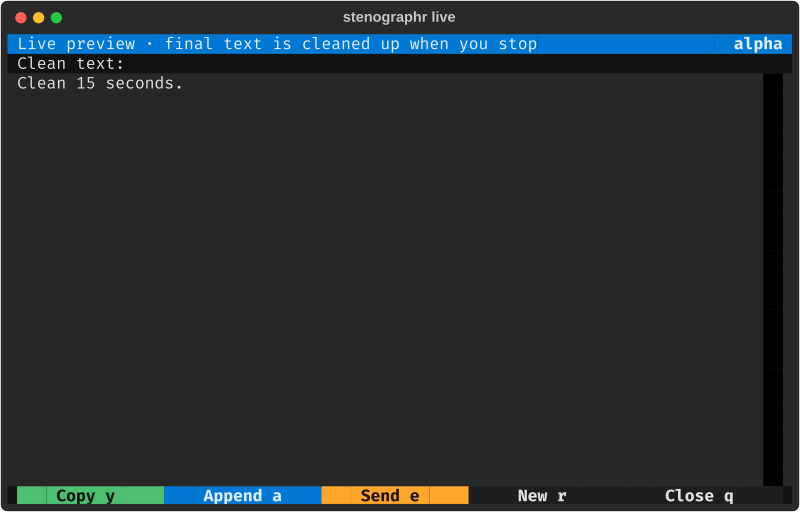 stenographr live
Live preview · final text is cleaned up when you stop alpha
Clean text:
Clean 15 seconds.
Copy y Append a Send e New r Close q